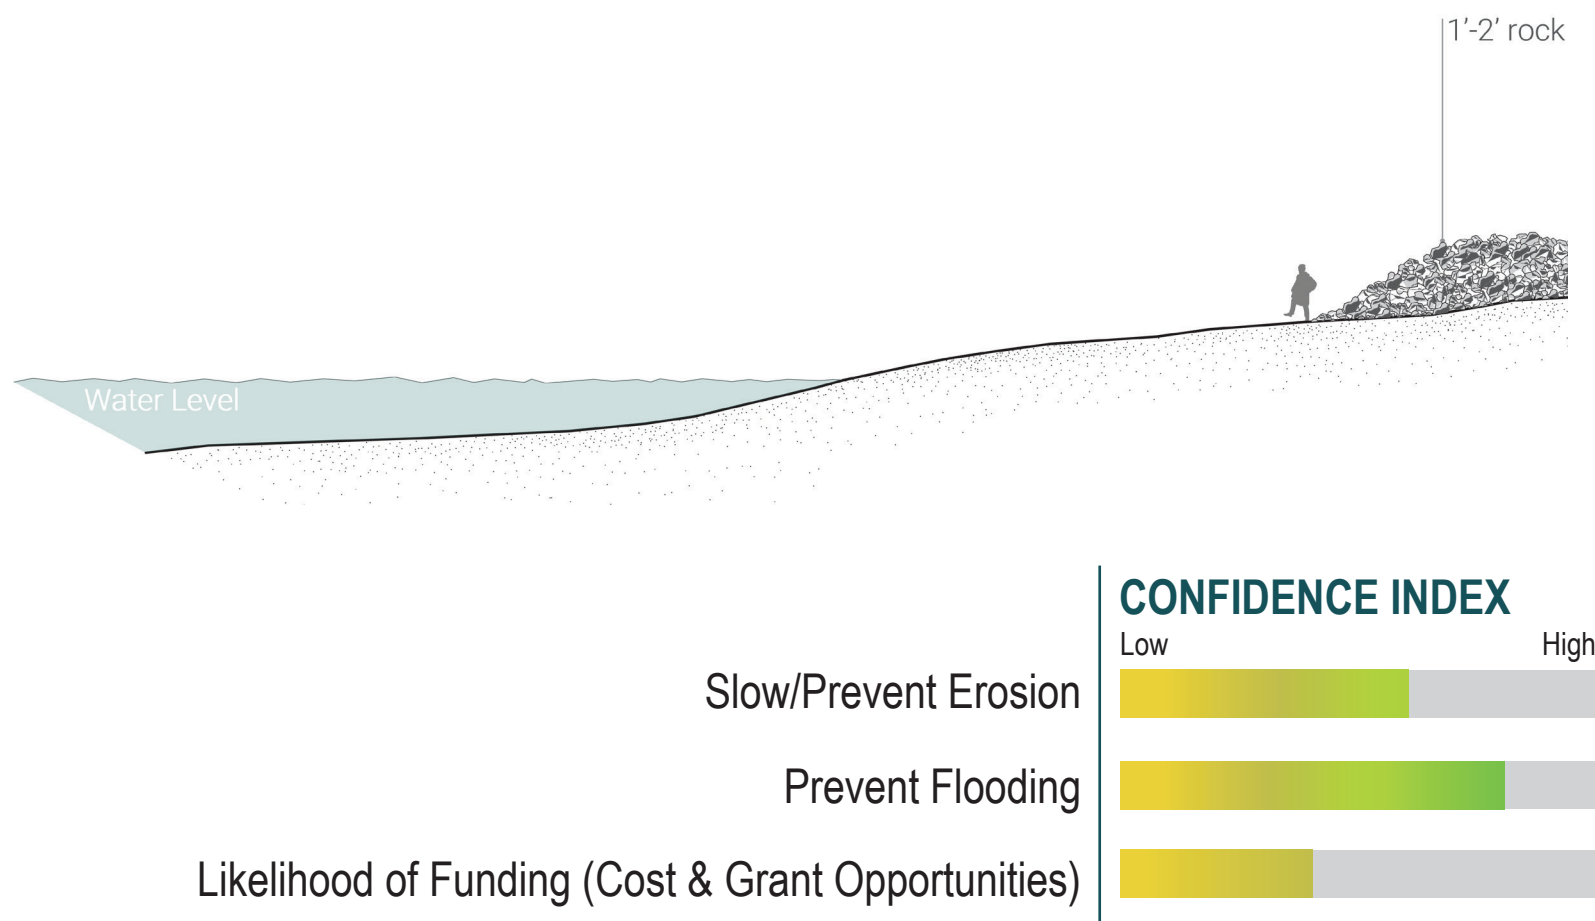 1’-2’ rock
Water Level
CONFIDENCE INDEX
Low High
Slow/Prevent Erosion
Prevent Flooding
Likelihood of Funding (Cost & Grant Opportunities)